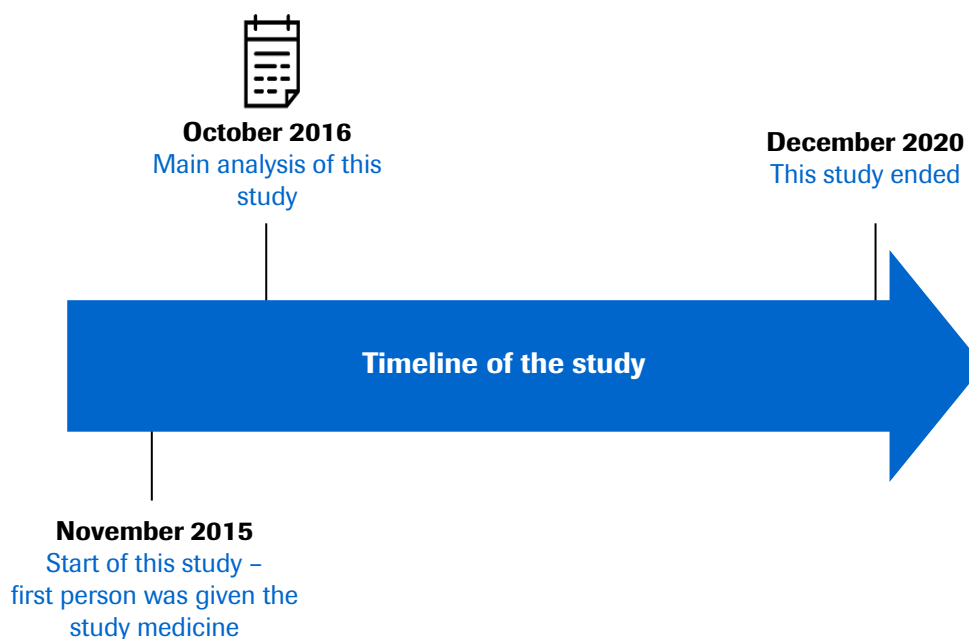 October 2016
Main analysis of this
study
December 2020
This study ended
Timeline of the study
November 2015
Start of this study –
first person was given the
study medicine